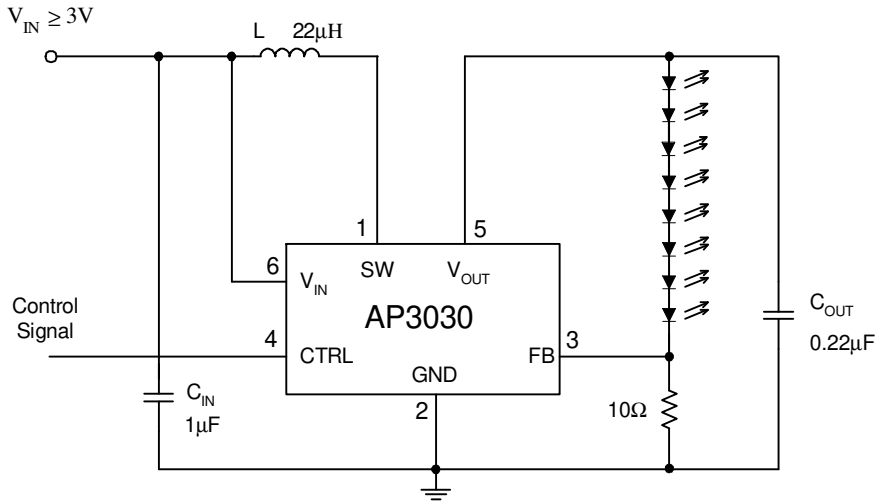 V_IN ≥ 3V
L 22μH
1
5
6
V_IN
SW
V_OUT
AP3030
Control
Signal
4
CTRL
FB
3
GND
2
C_IN
1μF
10Ω
C_OUT
0.22μF